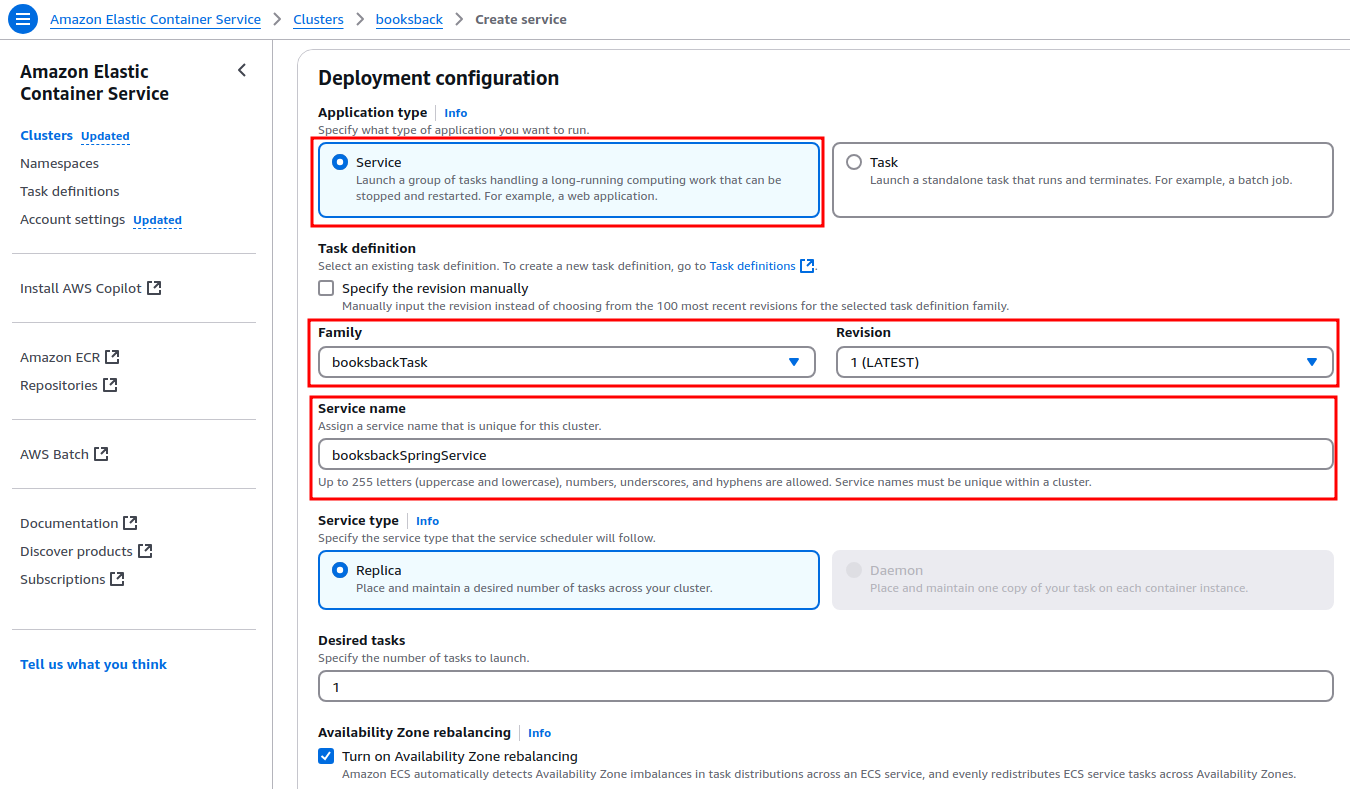 Amazon Elastic Container Service > Clusters > booksback > Create service
Amazon Elastic
Container Service
Clusters Updated
Namespaces
Task definitions
Account settings Updated
Install AWS Copilot
Amazon ECR
Repositories
AWS Batch
Documentation
Discover products
Subscriptions
Tell us what you think
Deployment configuration
Application type Info
Specify what type of application you want to run.
Service
Launch a group of tasks handling a long-running computing work that can be
stopped and restarted. For example, a web application.
Task
Launch a standalone task that runs and terminates. For example, a batch job.
Task definition
Select an existing task definition. To create a new task definition, go to Task definitions.
Specify the revision manually
Manually input the revision instead of choosing from the 100 most recent revisions for the selected task definition family.
Family
booksbackTask
Revision
1 (LATEST)
Service name
Assign a service name that is unique for this cluster.
booksbackSpringService
Up to 255 letters (uppercase and lowercase), numbers, underscores, and hyphens are allowed. Service names must be unique within a cluster.
Service type Info
Specify the service type that the service scheduler will follow.
Replica
Place and maintain a desired number of tasks across your cluster.
Daemon
Place and maintain one copy of your task on each container instance.
Desired tasks
Specify the number of tasks to launch.
1
Availability Zone rebalancing Info
Turn on Availability Zone rebalancing
Amazon ECS automatically detects Availability Zone imbalances in task distributions across an ECS service, and evenly redistributes ECS service tasks across Availability Zones.